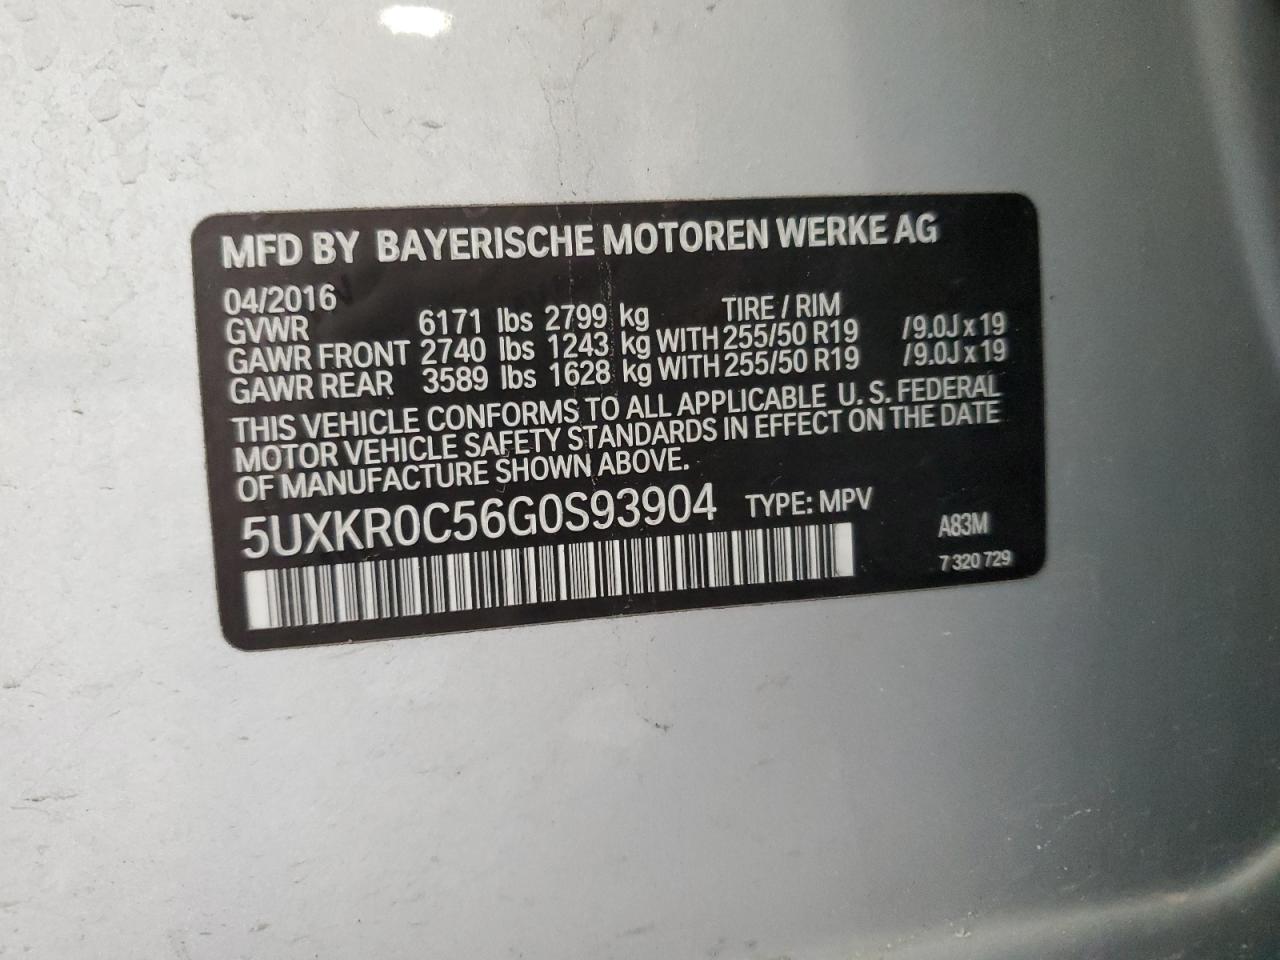 MFD BY BAYERISCHE MOTOREN WERKE AG
04/2016 TIRE / RIM
GVWR 6171 lbs 2799 kg
GAWR FRONT 2740 lbs 1243 kg WITH 255/50 R19 /9.0J x 19
GAWR REAR 3589 lbs 1628 kg WITH 255/50 R19 /9.0J x 19
THIS VEHICLE CONFORMS TO ALL APPLICABLE U.S. FEDERAL
MOTOR VEHICLE SAFETY STANDARDS IN EFFECT ON THE DATE
OF MANUFACTURE SHOWN ABOVE.
5UXKR0C56G0S93904 TYPE: MPV
A83M
7 320 729